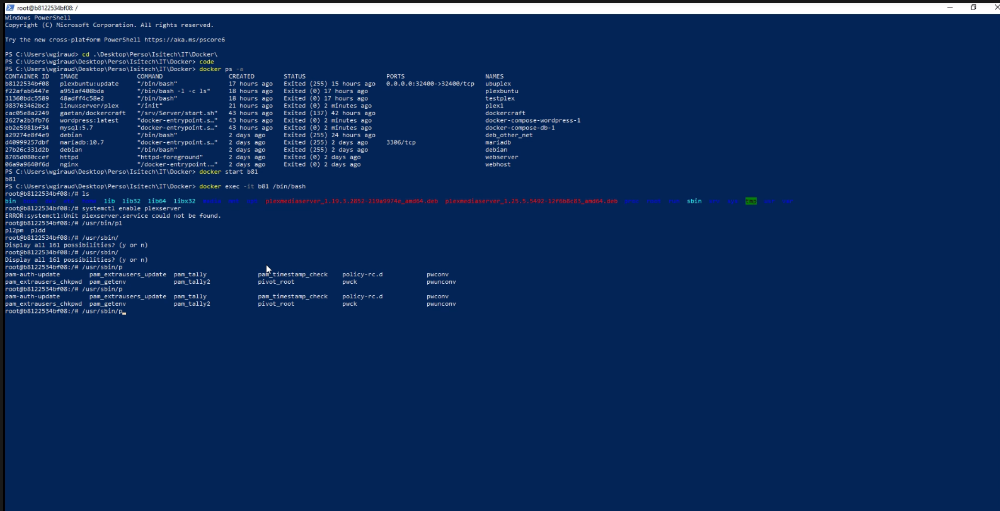 root@b8122534bf08: /
Windows PowerShell
Copyright (C) Microsoft Corporation. All rights reserved.
Try the new cross-platform PowerShell https://aka.ms/pscore6
PS C:\Users\wgiraud> cd .\Desktop\Perso\Isitech\IT\Docker\
PS C:\Users\wgiraud\Desktop\Perso\Isitech\IT\Docker> code
PS C:\Users\wgiraud\Desktop\Perso\Isitech\IT\Docker> docker ps -a
CONTAINER ID   IMAGE                  COMMAND                  CREATED        STATUS                      PORTS                      NAMES
b8122534bf08   plexbuntu:update       "/bin/bash"              17 hours ago   Exited (255) 15 hours ago   0.0.0.0:32400->32400/tcp   ubuplex
f22afab6447e   a951af408bda           "/bin/bash -l -c ls"     18 hours ago   Exited (0) 17 hours ago                                plexbuntu
31360bdc5589   48adff4c58e2           "/bin/bash"              18 hours ago   Exited (0) 17 hours ago                                testplex
983763462bc2   linuxserver/plex       "/init"                  21 hours ago   Exited (0) 2 minutes ago                               plex1
cac05e8a2249   gaetan/dockercraft     "/srv/Server/start.sh"   43 hours ago   Exited (137) 42 hours ago                              dockercraft
2627a2b3fb76   wordpress:latest       "docker-entrypoint.s…"   43 hours ago   Exited (0) 2 minutes ago                               docker-compose-wordpress-1
eb2e5981bf34   mysql:5.7              "docker-entrypoint.s…"   43 hours ago   Exited (0) 2 minutes ago                               docker-compose-db-1
a29274e8f4e9   debian                 "/bin/bash"              2 days ago     Exited (255) 24 hours ago                              deb_other_net
d40999257dbf   mariadb:10.7           "docker-entrypoint.s…"   2 days ago     Exited (255) 2 days ago     3306/tcp                   mariadb
27b26c331d2b   debian                 "/bin/bash"              2 days ago     Exited (255) 2 days ago                                debian
8765d080ccef   httpd                  "httpd-foreground"       2 days ago     Exited (0) 2 days ago                                  webserver
06a9a9640f6d   nginx                  "/docker-entrypoint.…"   2 days ago     Exited (0) 2 days ago                                  webhost
PS C:\Users\wgiraud\Desktop\Perso\Isitech\IT\Docker> docker start b81
b81
PS C:\Users\wgiraud\Desktop\Perso\Isitech\IT\Docker> docker exec -it b81 /bin/bash
root@b8122534bf08:/# ls
bin lib lib32 lib64 libx32 plexmediaserver_1.19.3.2852-219a9974e_amd64.deb plexmediaserver_1.25.5.5492-12f6b8c83_amd64.deb sbin tmp
root@b8122534bf08:/# systemctl enable plexserver
ERROR:systemctl:Unit plexserver.service could not be found.
root@b8122534bf08:/# /usr/bin/pl
pl2pm  pldd
root@b8122534bf08:/# /usr/sbin/
Display all 161 possibilities? (y or n)
root@b8122534bf08:/# /usr/sbin/
Display all 161 possibilities? (y or n)
root@b8122534bf08:/# /usr/sbin/p
pam-auth-update        pam_extrausers_update  pam_tally              pam_timestamp_check    policy-rc.d            pwconv
pam_extrausers_chkpwd  pam_getenv             pam_tally2             pivot_root             pwck                   pwunconv
root@b8122534bf08:/# /usr/sbin/p
pam-auth-update        pam_extrausers_update  pam_tally              pam_timestamp_check    policy-rc.d            pwconv
pam_extrausers_chkpwd  pam_getenv             pam_tally2             pivot_root             pwck                   pwunconv
root@b8122534bf08:/# /usr/sbin/p